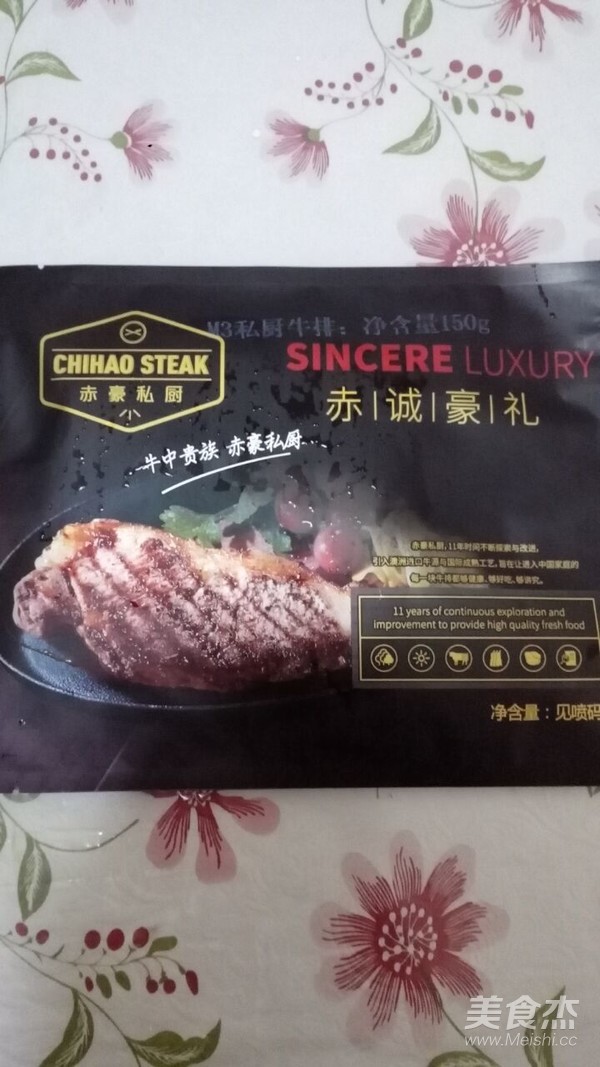 M3私厨牛排：净含量150g
CHIHAO STEAK
赤豪私厨
SINCERE LUXURY
赤|诚|豪|礼
牛中贵族 赤豪私厨
赤豪私厨，11年时间不断探索与改进，
引入澳洲进口牛源与国际成熟工艺，旨在让进入中国家庭的
每一块牛排都够健康、够好吃、够讲究。
11 years of continuous exploration and
improvement to provide high quality fresh food
净含量：见喷码
美食杰
www.Meishi.cc